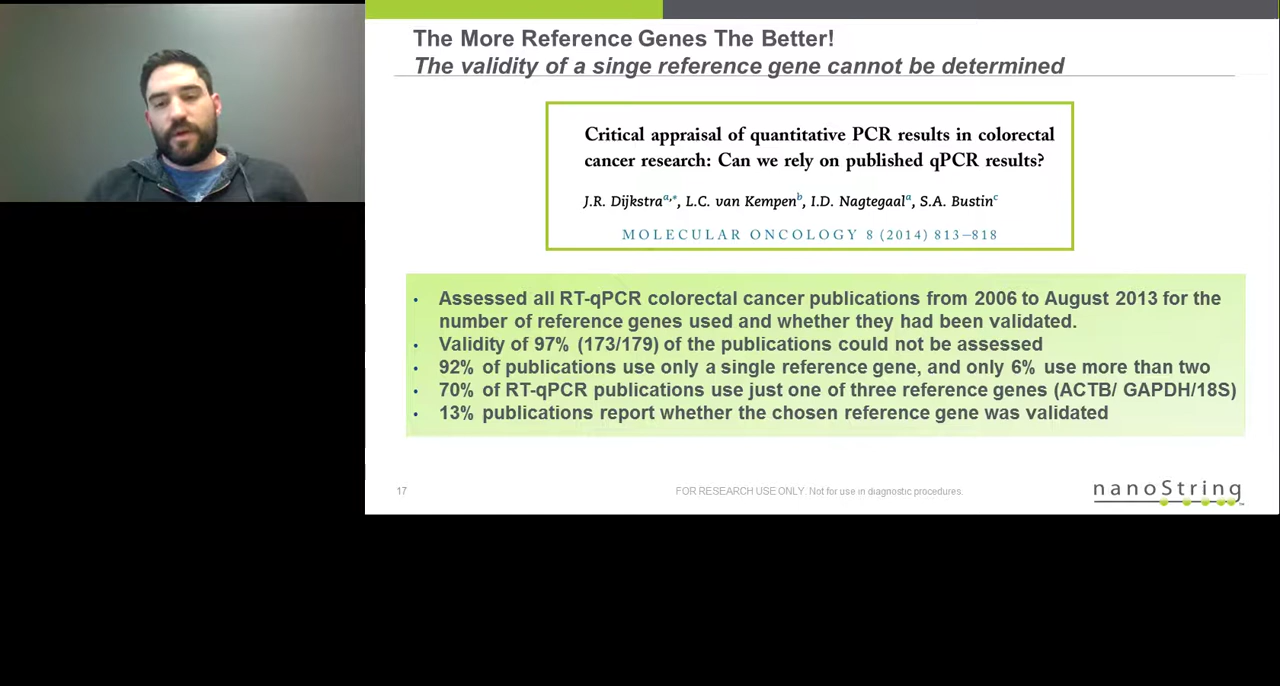 The More Reference Genes The Better!
The validity of a singe reference gene cannot be determined
Critical appraisal of quantitative PCR results in colorectal
cancer research: Can we rely on published qPCR results?
J.R. Dijkstraa,*, L.C. van Kempenb, I.D. Nagtegaala, S.A. Bustinc
MOLECULAR ONCOLOGY 8 (2014) 813–818
• Assessed all RT-qPCR colorectal cancer publications from 2006 to August 2013 for the
number of reference genes used and whether they had been validated.
• Validity of 97% (173/179) of the publications could not be assessed
• 92% of publications use only a single reference gene, and only 6% use more than two
• 70% of RT-qPCR publications use just one of three reference genes (ACTB/ GAPDH/18S)
• 13% publications report whether the chosen reference gene was validated
17
FOR RESEARCH USE ONLY. Not for use in diagnostic procedures.
nanoString™